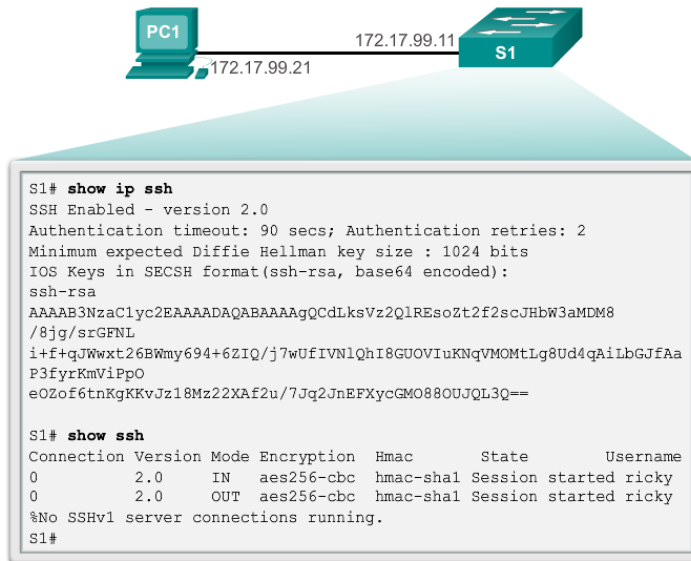 PC1
172.17.99.11
S1
172.17.99.21
S1# show ip ssh
SSH Enabled - version 2.0
Authentication timeout: 90 secs; Authentication retries: 2
Minimum expected Diffie Hellman key size : 1024 bits
IOS Keys in SECSH format(ssh-rsa, base64 encoded):
ssh-rsa
AAAAB3NzaC1yc2EAAAADAQABAAAAgQCdLksVz2QlREsoZt2f2scJHbW3aMDM8
/8jg/srGFNL
i+f+qJWwxt26BWmy694+6ZIQ/j7wUfIVNlQhI8GUOVIuKNqVMOMtLg8Ud4qAiLbGJfAa
P3fyrKmViPpO
eOZof6tnKgKKvJz18Mz22XAf2u/7Jq2JnEFXycGMO88OUJQL3Q==
S1# show ssh
Connection Version Mode Encryption Hmac State Username
0 2.0 IN aes256-cbc hmac-sha1 Session started ricky
0 2.0 OUT aes256-cbc hmac-sha1 Session started ricky
%No SSHv1 server connections running.
S1#